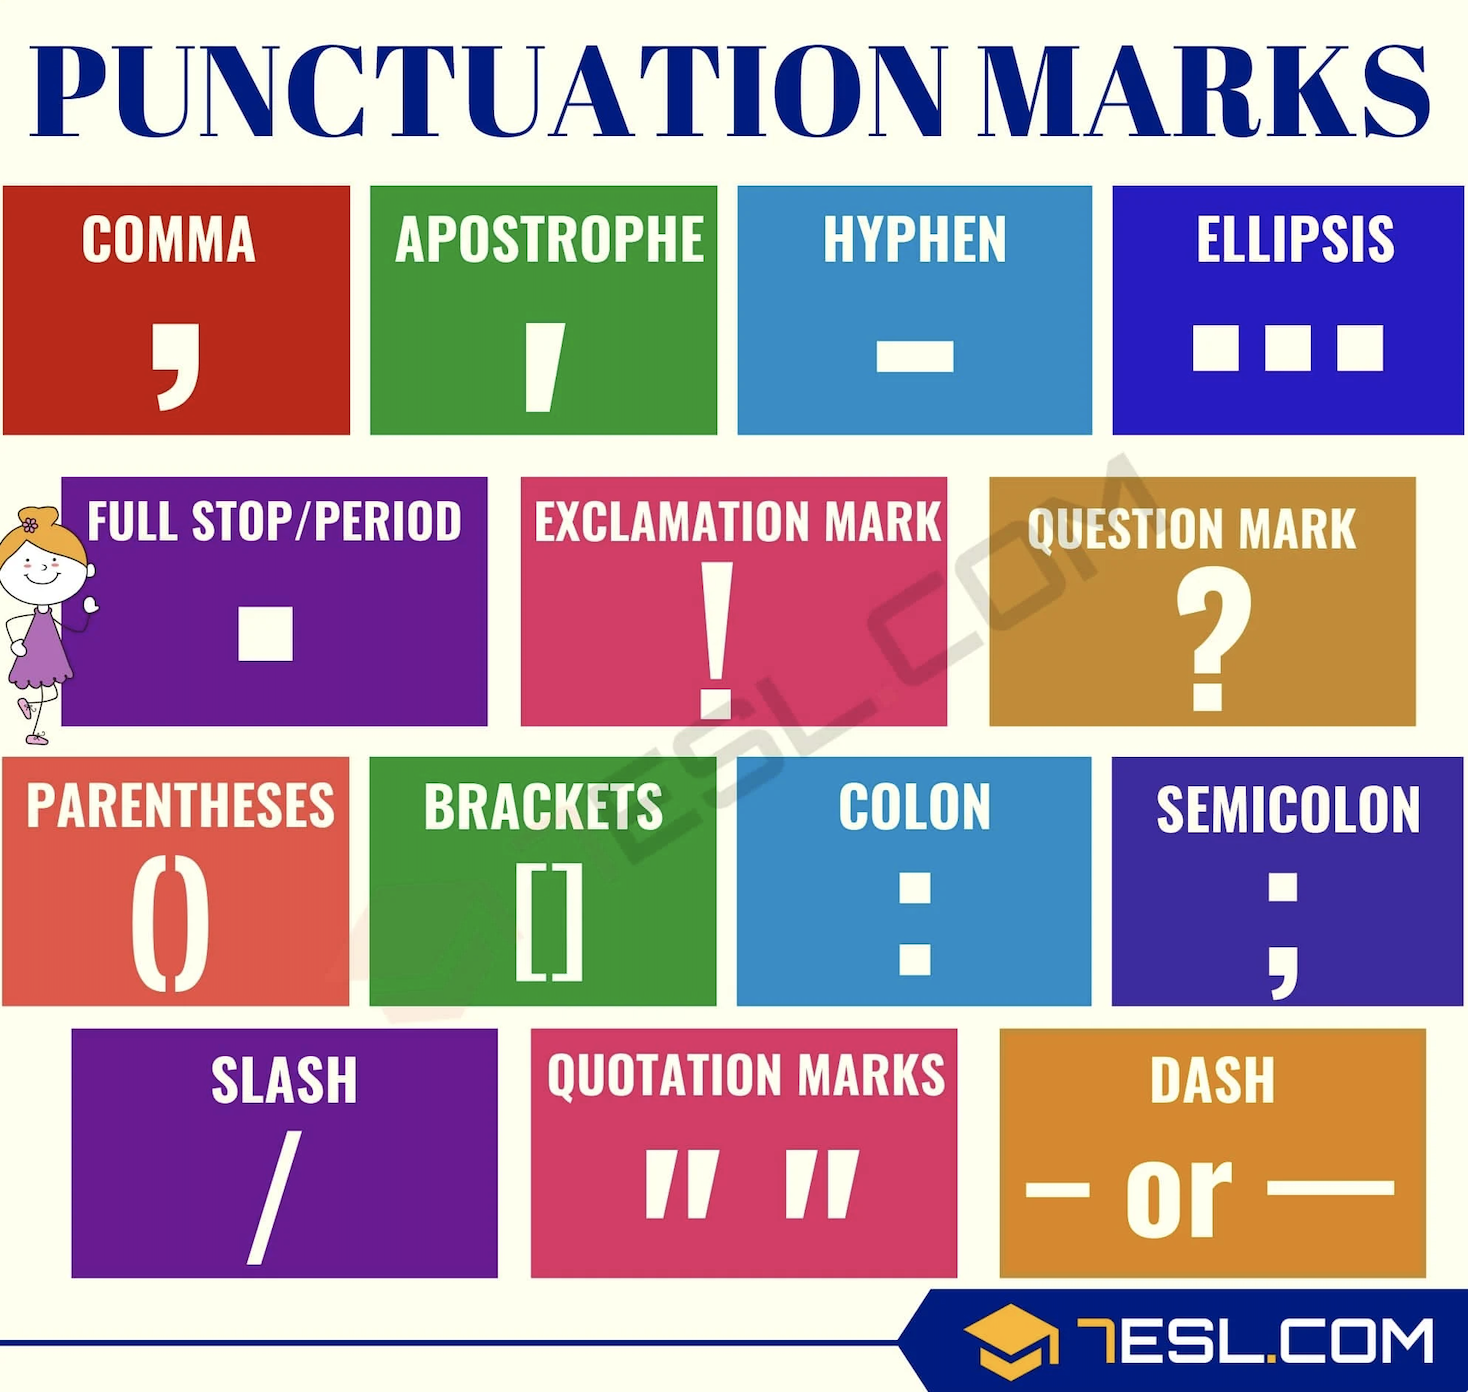 PUNCTUATION MARKS
COMMA
,
APOSTROPHE
'
HYPHEN
-
ELLIPSIS
...
FULL STOP/PERIOD
.
EXCLAMATION MARK
!
QUESTION MARK
?
PARENTHESES
()
BRACKETS
[]
COLON
:
SEMICOLON
;
SLASH
/
QUOTATION MARKS
" "
DASH
– or —
7ESL.COM
7ESL.COM